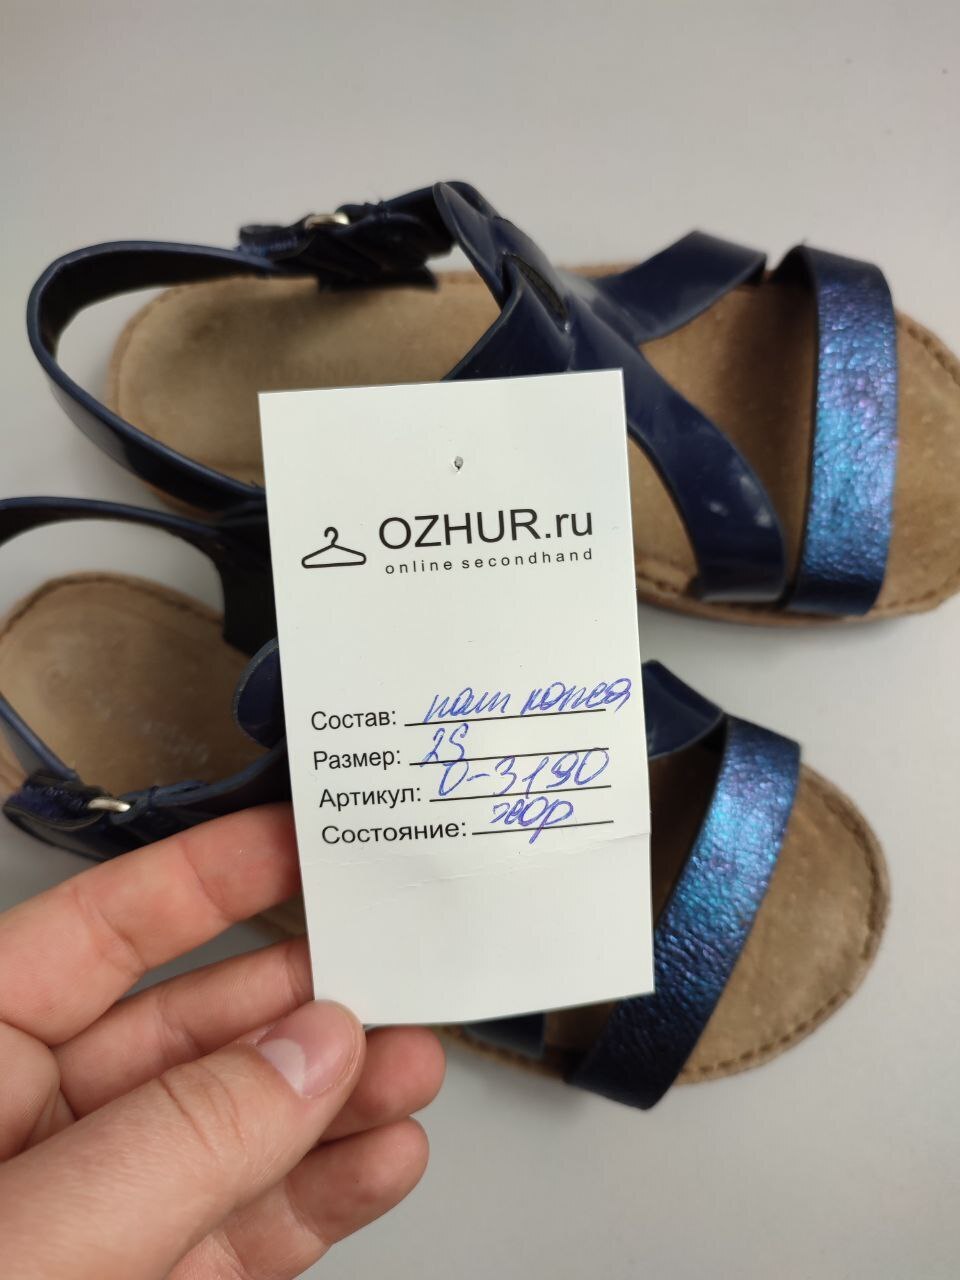 OZHUR.ru
online secondhand
Состав: нат кожа
Размер: 25
Артикул: 0-3190
Состояние: хор